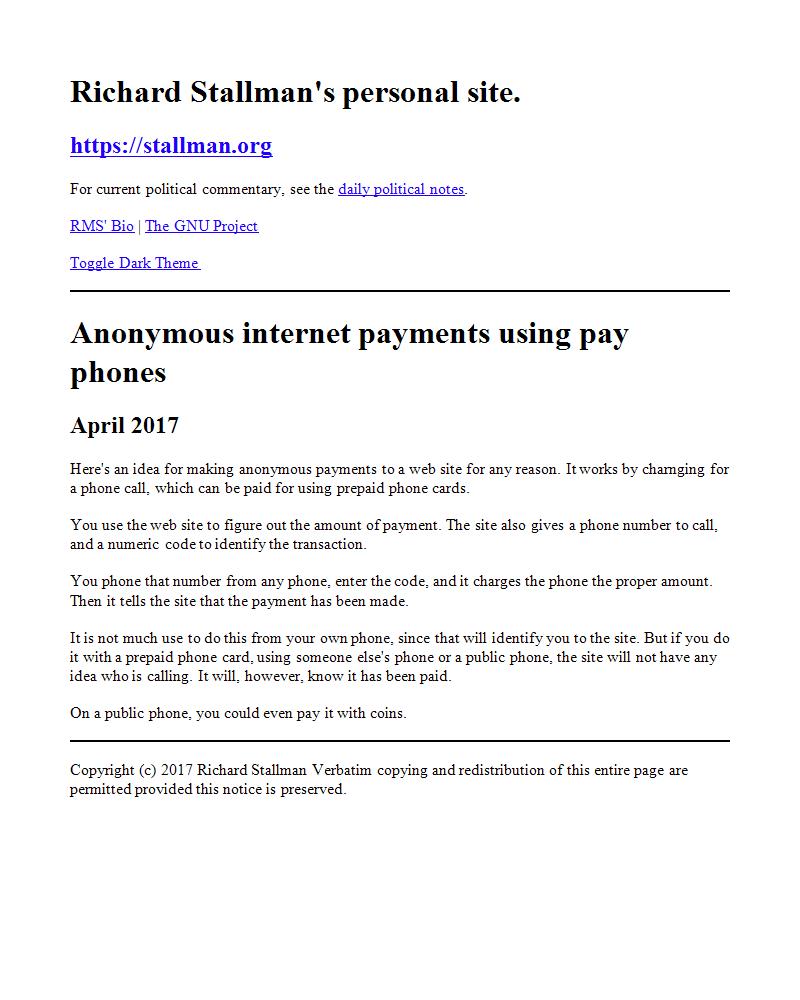 Richard Stallman's personal site.
https://stallman.org
For current political commentary, see the daily political notes.
RMS' Bio | The GNU Project
Toggle Dark Theme
Anonymous internet payments using pay
phones
April 2017
Here's an idea for making anonymous payments to a web site for any reason. It works by charnging for
a phone call, which can be paid for using prepaid phone cards.
You use the web site to figure out the amount of payment. The site also gives a phone number to call,
and a numeric code to identify the transaction.
You phone that number from any phone, enter the code, and it charges the phone the proper amount.
Then it tells the site that the payment has been made.
It is not much use to do this from your own phone, since that will identify you to the site. But if you do
it with a prepaid phone card, using someone else's phone or a public phone, the site will not have any
idea who is calling. It will, however, know it has been paid.
On a public phone, you could even pay it with coins.
Copyright (c) 2017 Richard Stallman Verbatim copying and redistribution of this entire page are
permitted provided this notice is preserved.